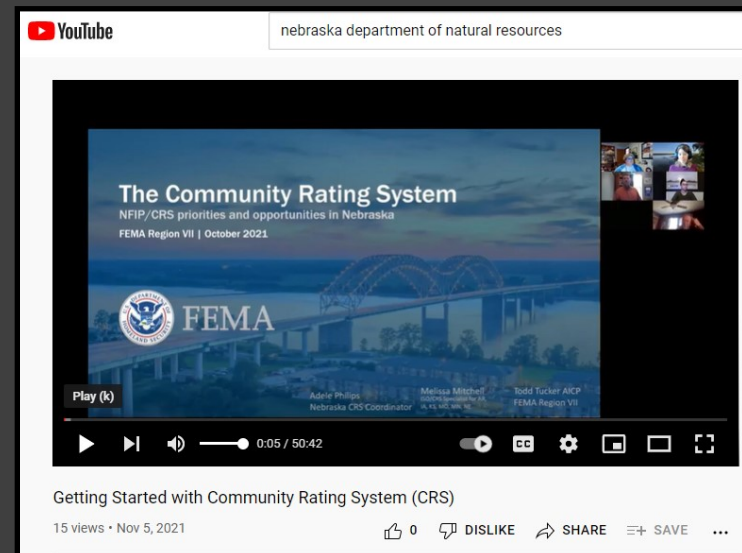 YouTube
nebraska department of natural resources
The Community Rating System
NFIP/CRS priorities and opportunities in Nebraska
FEMA Region VII | October 2021
FEMA
Play (k)
Adele Philips
Nebraska CRS Coordinator
Melissa Mitchell
Todd Tucker AICP
FEMA Region VII
0:05 / 50:42
CC
Getting Started with Community Rating System (CRS)
15 views • Nov 5, 2021
0
DISLIKE
SHARE
SAVE